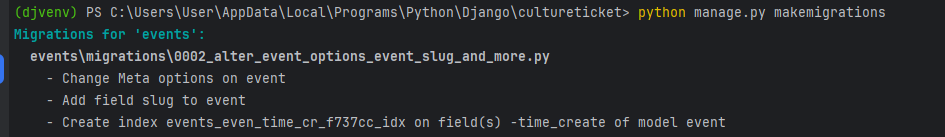 (djvenv) PS C:\Users\User\AppData\Local\Programs\Python\Django\cultureticket> python manage.py makemigrations
Migrations for 'events':
events\migrations\0002_alter_event_options_event_slug_and_more.py
- Change Meta options on event
- Add field slug to event
- Create index events_even_time_cr_f737cc_idx on field(s) -time_create of model event